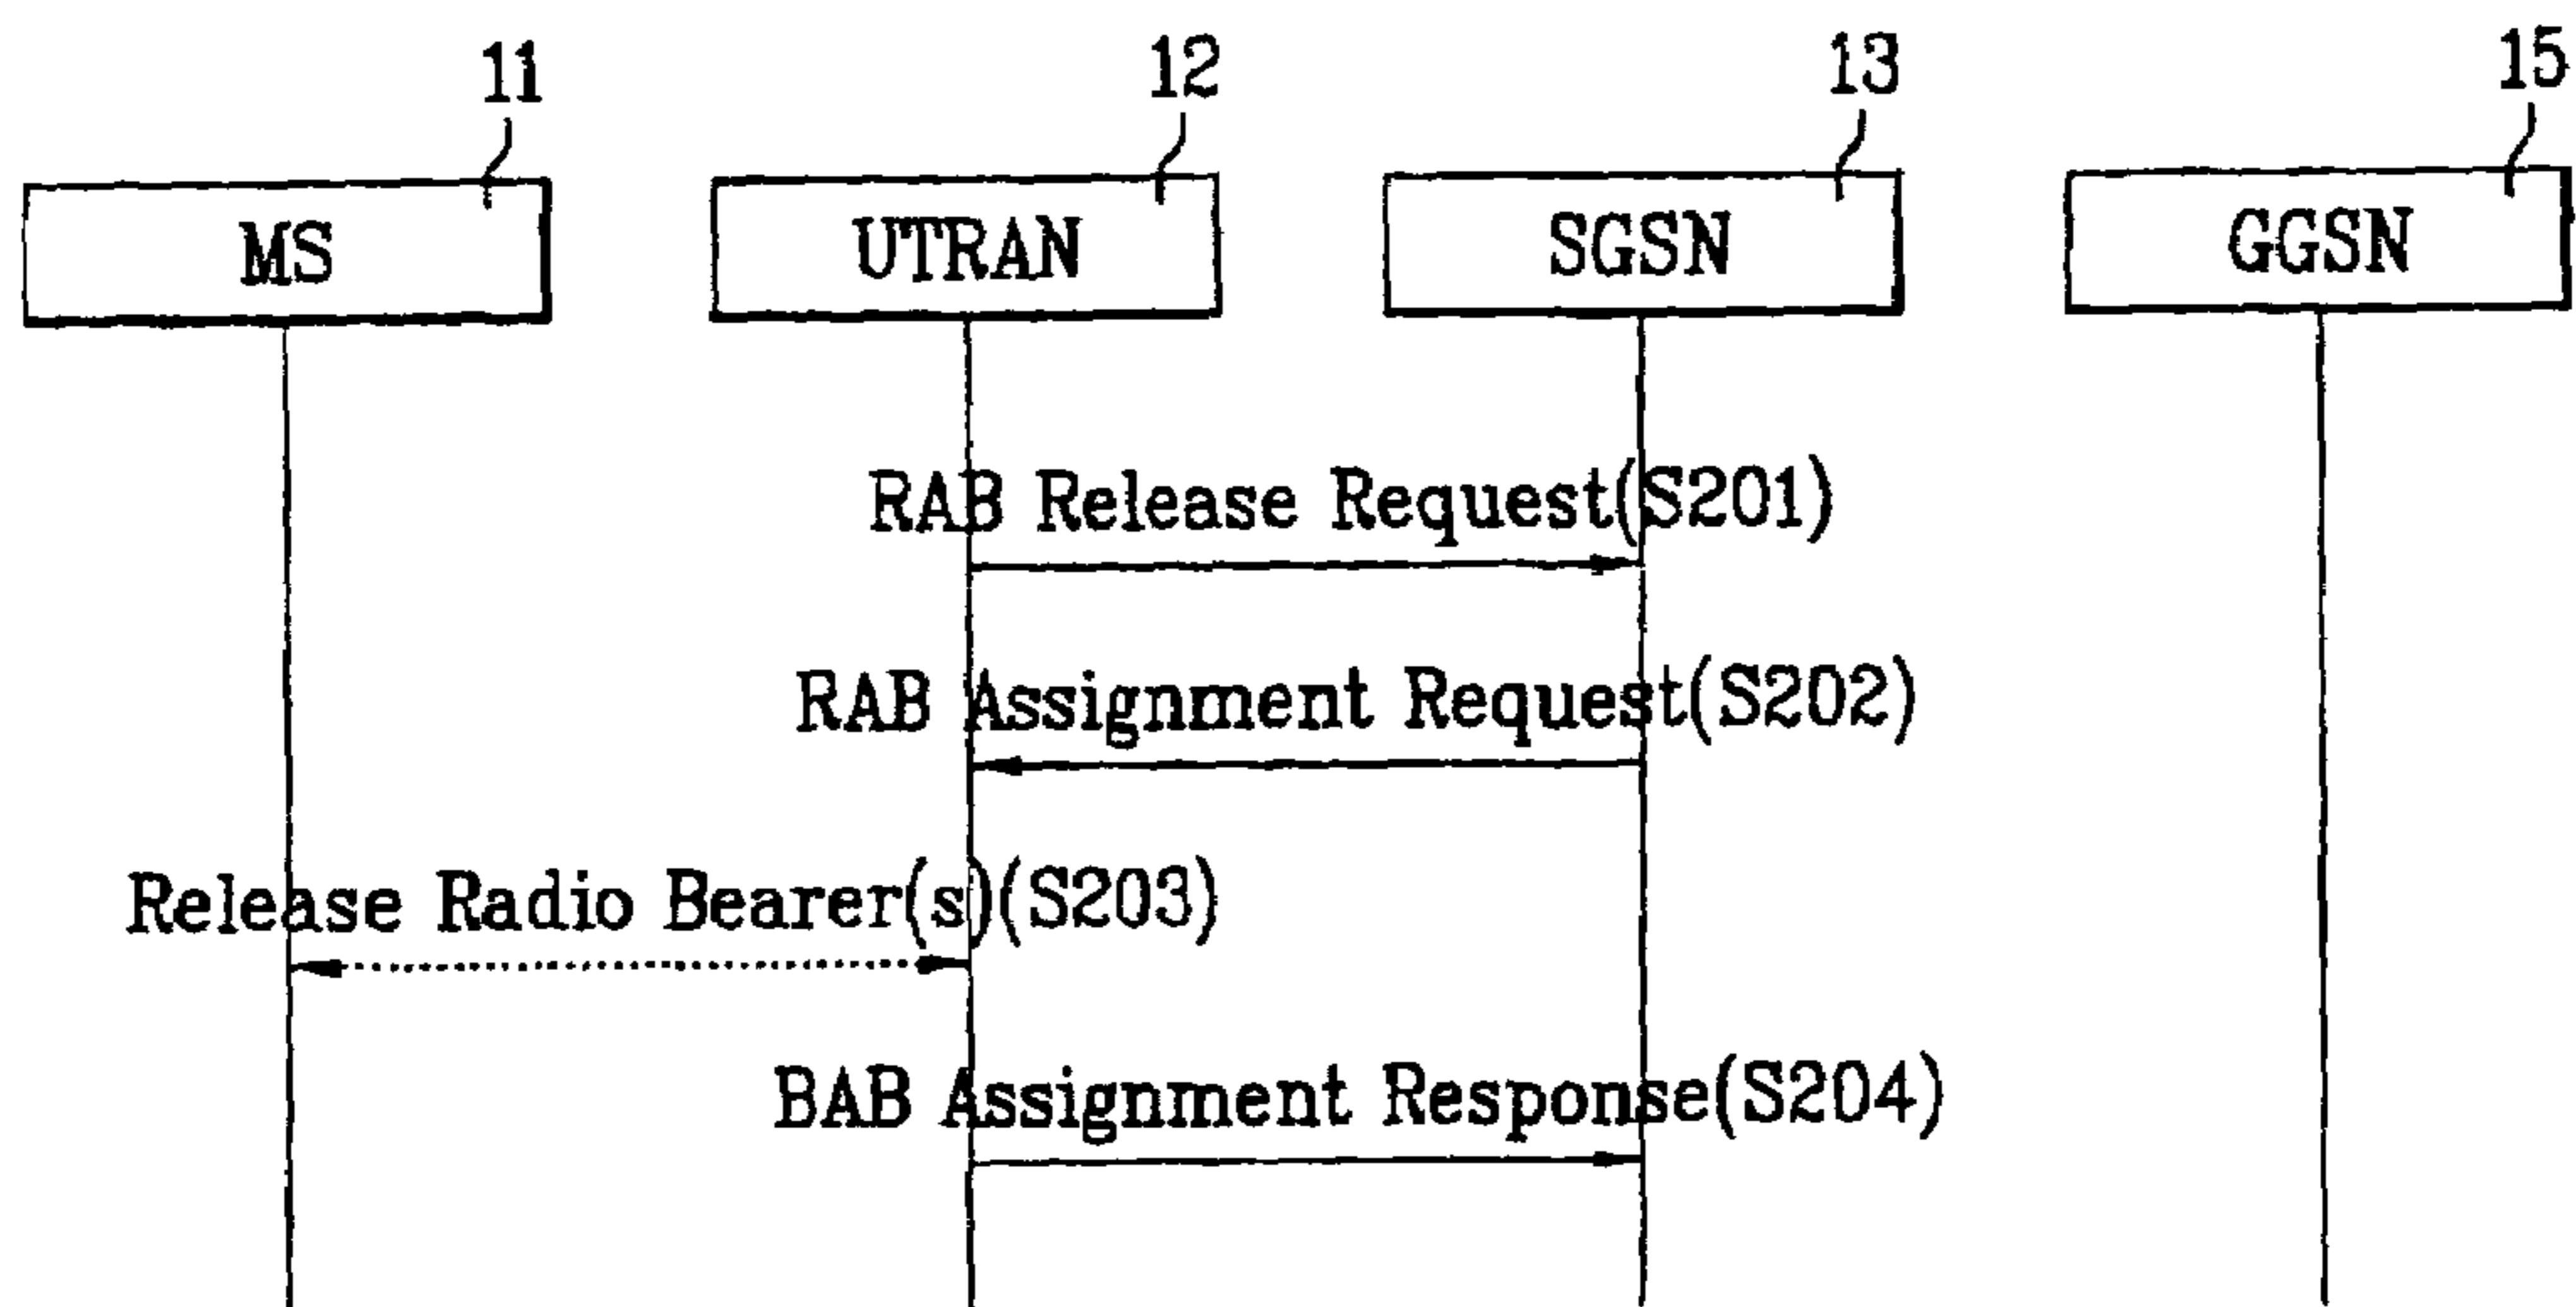 11
12
13
15
MS
UTRAN
SGSN
GGSN
RAB Release Request(S201)
RAB Assignment Request(S202)
Release Radio Bearer(s)(S203)
BAB Assignment Response(S204)